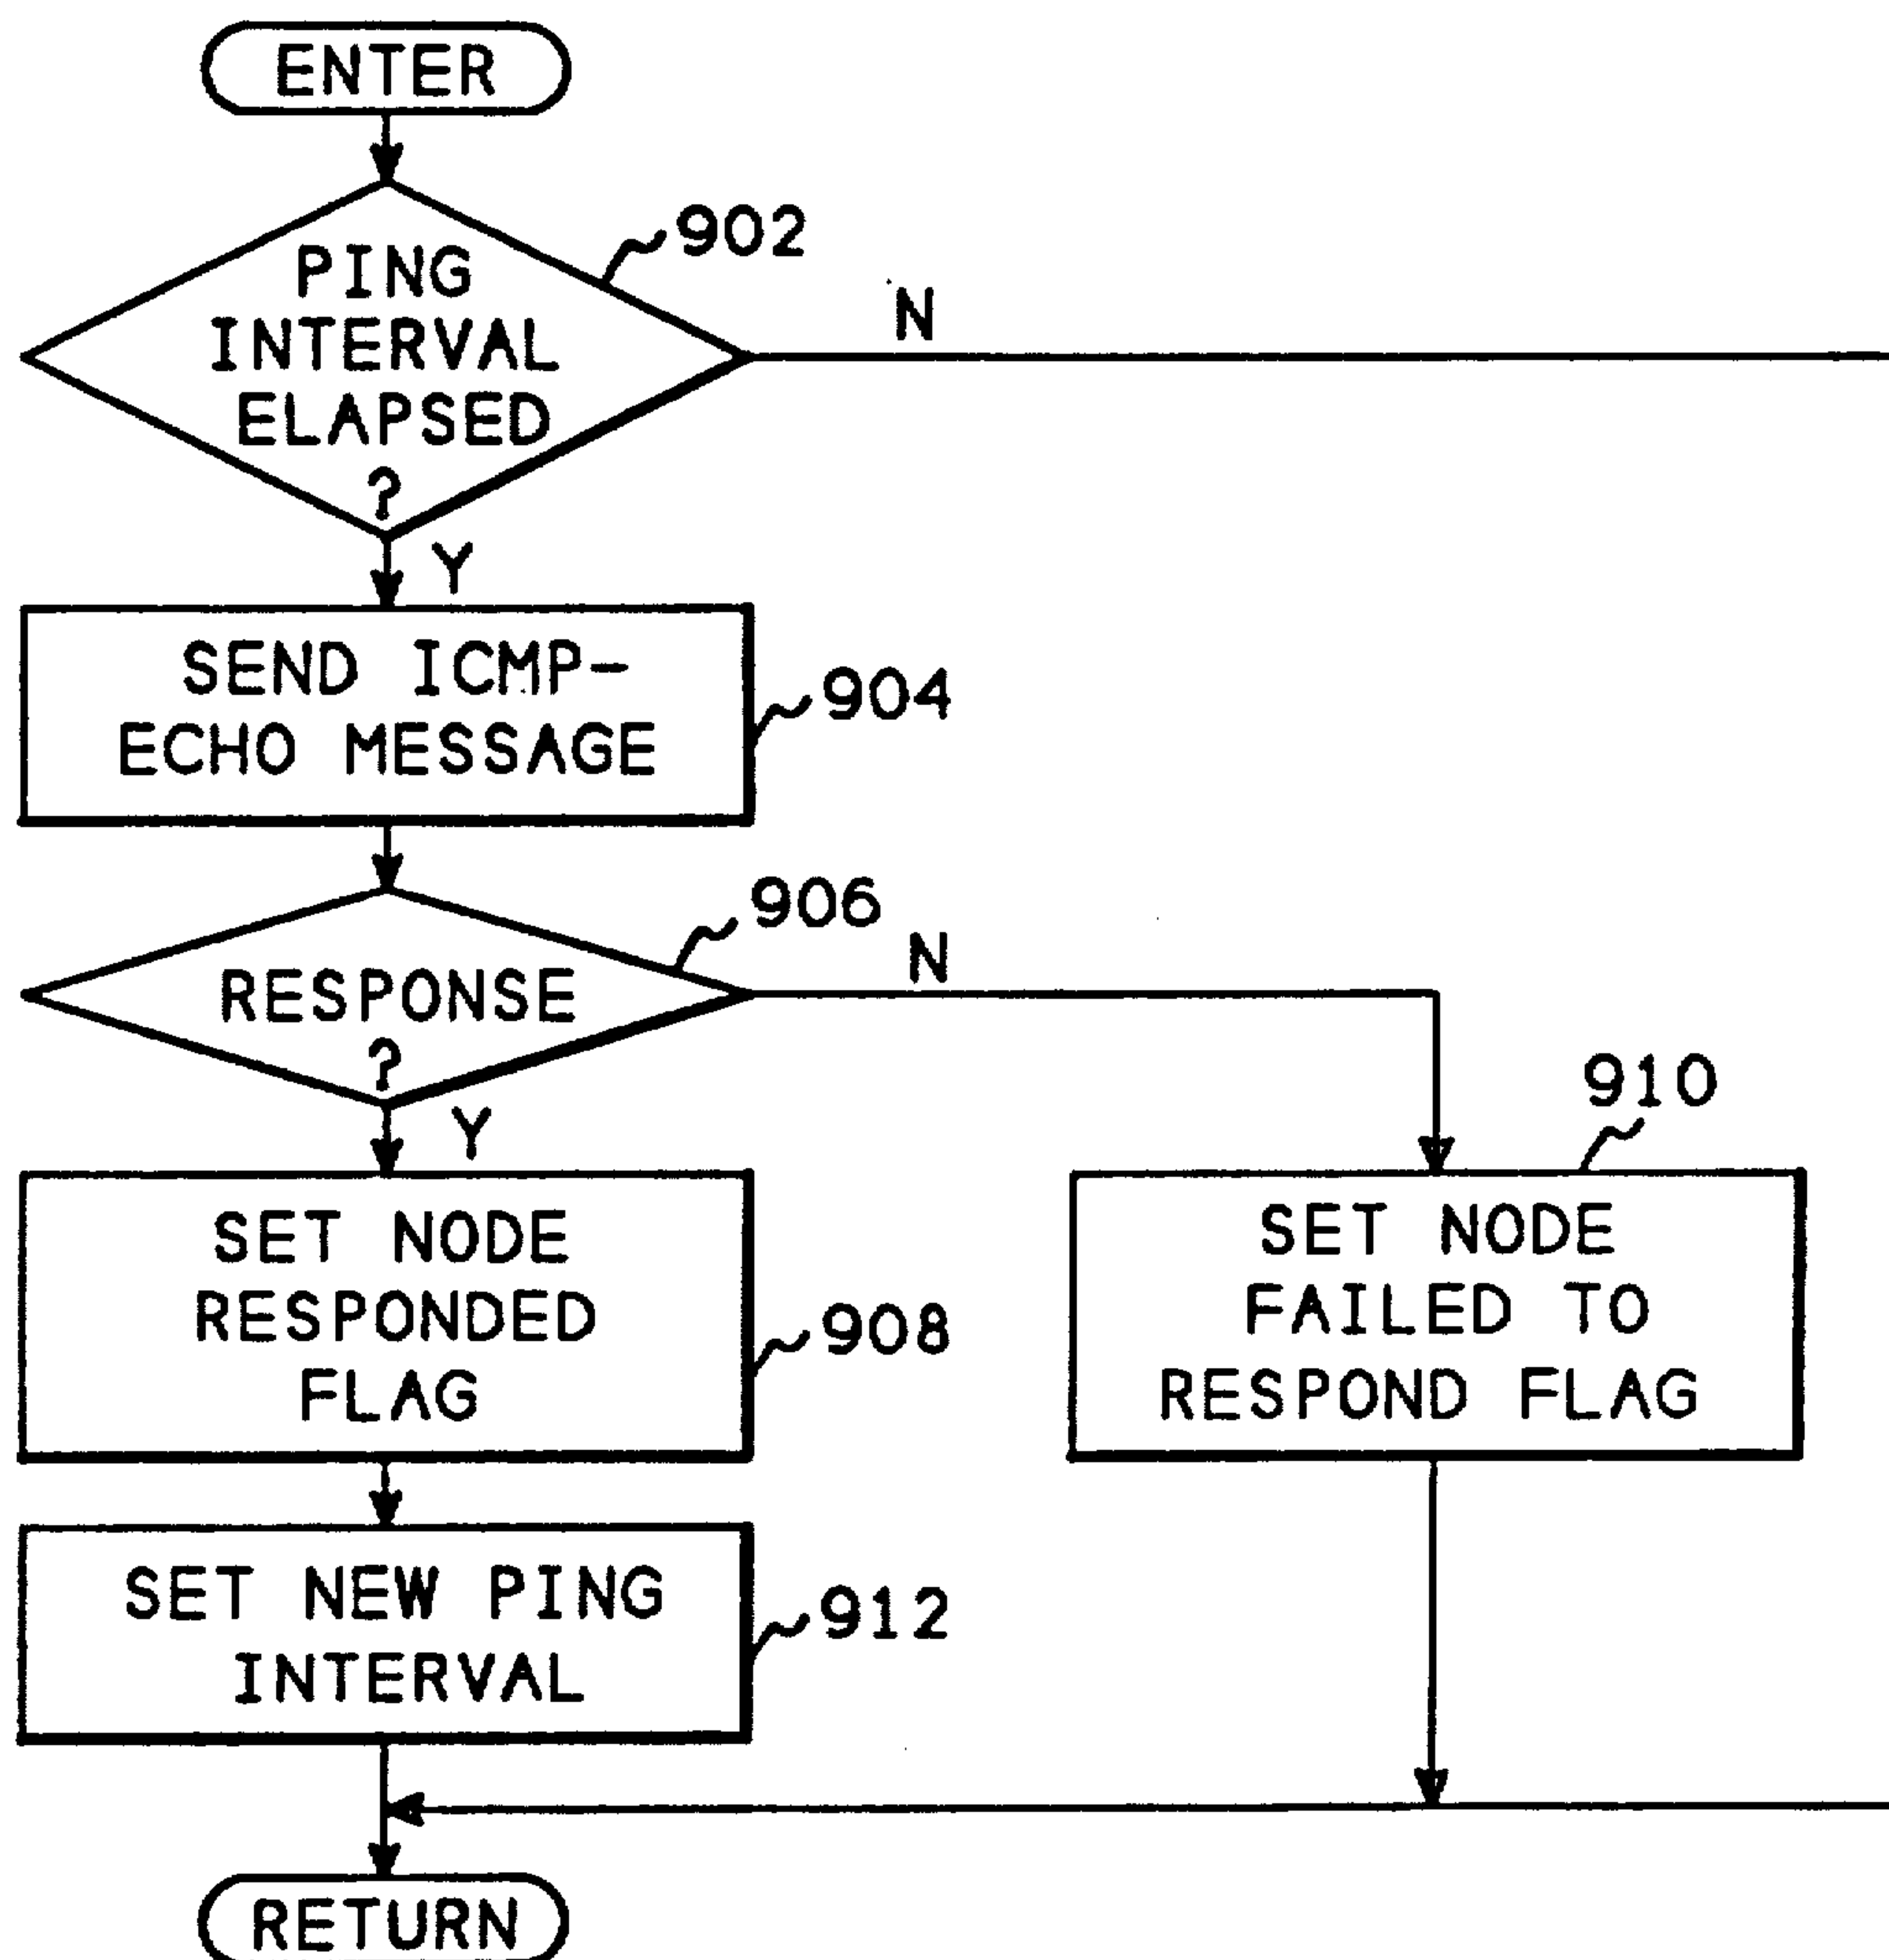 ENTER
902
PING
INTERVAL
ELAPSED
?
N
Y
SEND ICMP-
ECHO MESSAGE
904
906
RESPONSE
?
N
Y
910
SET NODE
RESPONDED
FLAG
908
SET NODE
FAILED TO
RESPOND FLAG
SET NEW PING
INTERVAL
912
RETURN